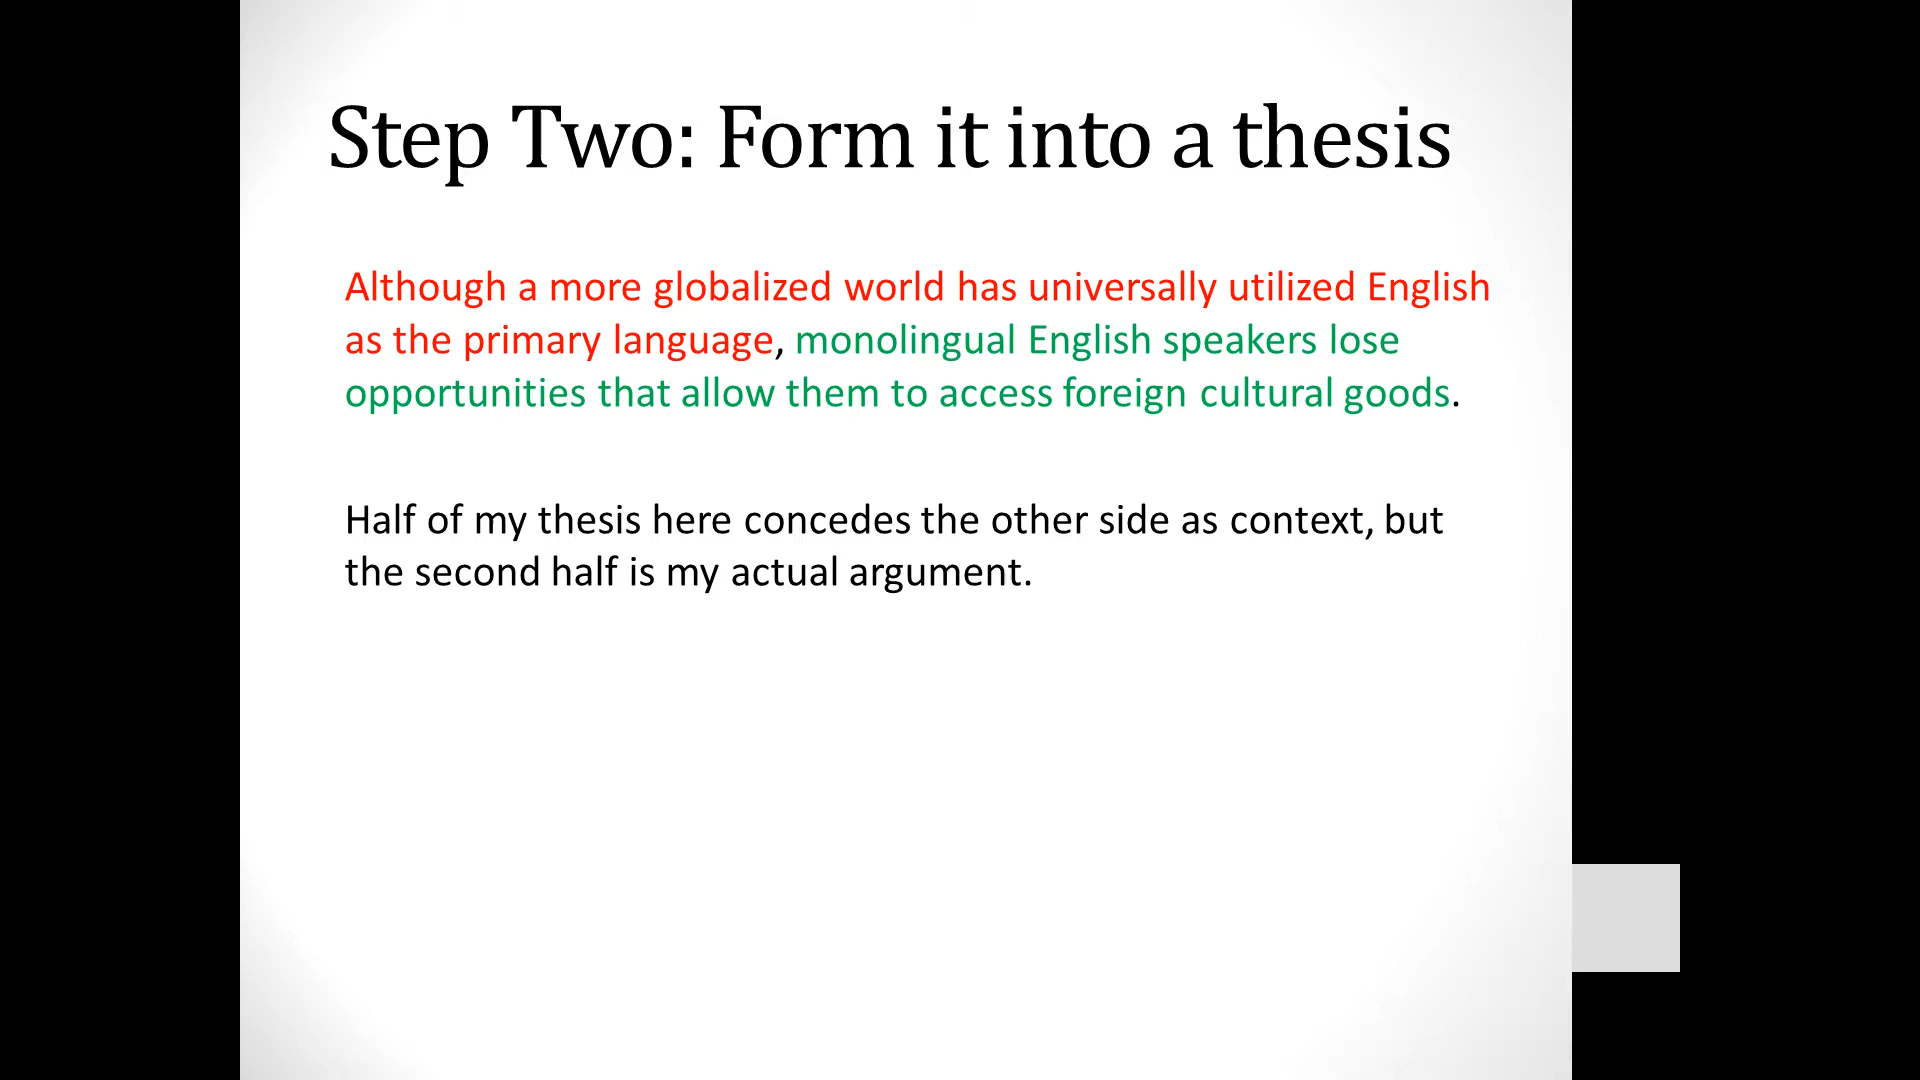 Step Two: Form it into a thesis
Although a more globalized world has universally utilized English
as the primary language, monolingual English speakers lose
opportunities that allow them to access foreign cultural goods.
Half of my thesis here concedes the other side as context, but
the second half is my actual argument.